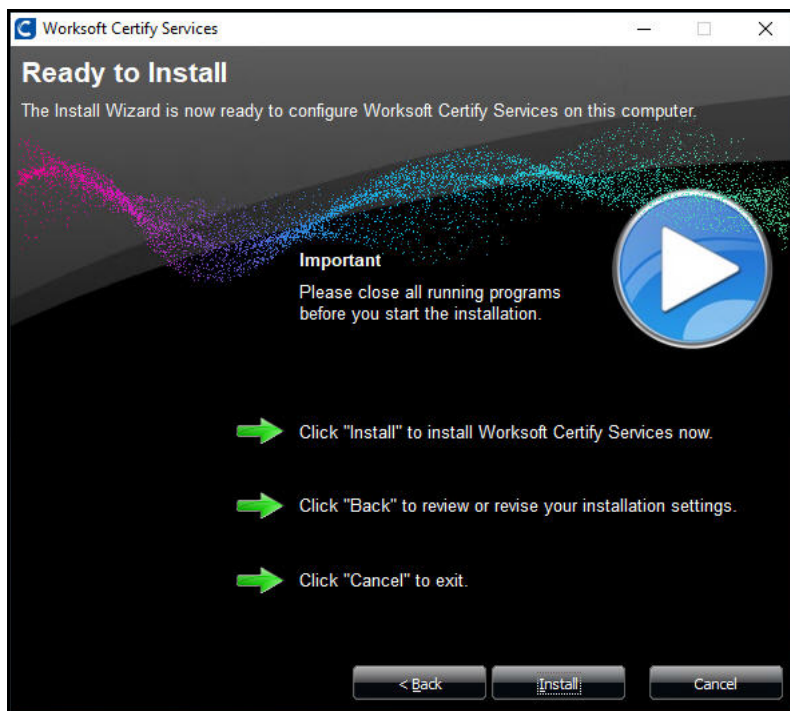 Worksoft Certify Services
Ready to Install
The Install Wizard is now ready to configure Worksoft Certify Services on this computer.
Important
Please close all running programs
before you start the installation.
Click "Install" to install Worksoft Certify Services now.
Click "Back" to review or revise your installation settings.
Click "Cancel" to exit.
< Back
Install
Cancel